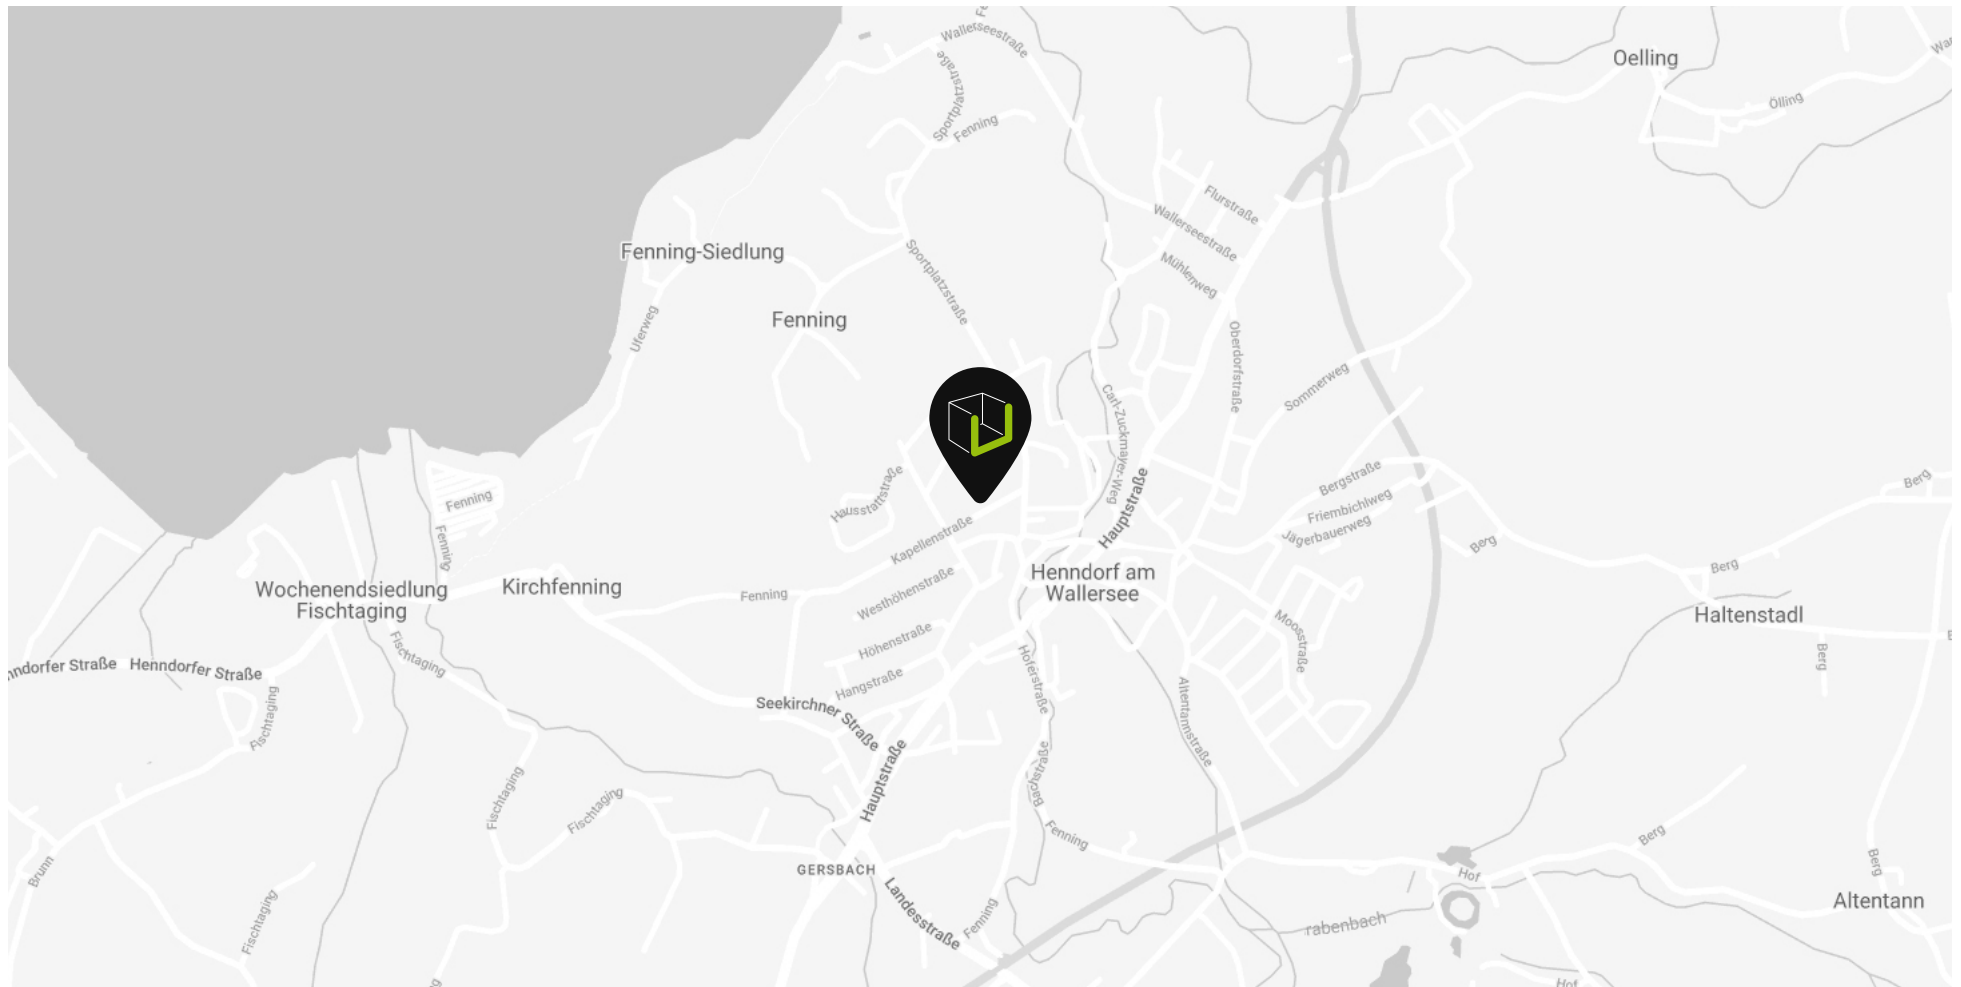 Wallerseestraße
Oelling
Sportplatzstraße
Fenning
Ölling
Flurstraße
Wallerseestraße
Mühlenweg
Fenning-Siedlung
Sportplatzstraße
Uferweg
Fenning
Oberdorfstraße
Sommerweg
Carl-Zuckmayer-Weg
Hauptstraße
Bergstraße
Friembichlweg
Jägerbauerweg
Berg
Hausstattstraße
Kapellenstraße
Fenning
Fenning
Berg
Berg
Henndorf am
Wallersee
Wochenendsiedlung
Fischtaging
Kirchfenning
Fenning
Westhöhenstraße
Haltenstadl
Höhenstraße
Moosstraße
Hangstraße
Hoferstraße
Berg
nndorfer Straße
Henndorfer Straße
Fischtaging
Fischtaging
Seekirchner Straße
Altentannstraße
Hauptstraße
Bachstraße
Fischtaging
Fischtaging
Fenning
Berg
Brunn
GERSBACH
Hof
Berg
Altentann
Landesstraße
Fenning
Fischtaging
rabenbach
Hof